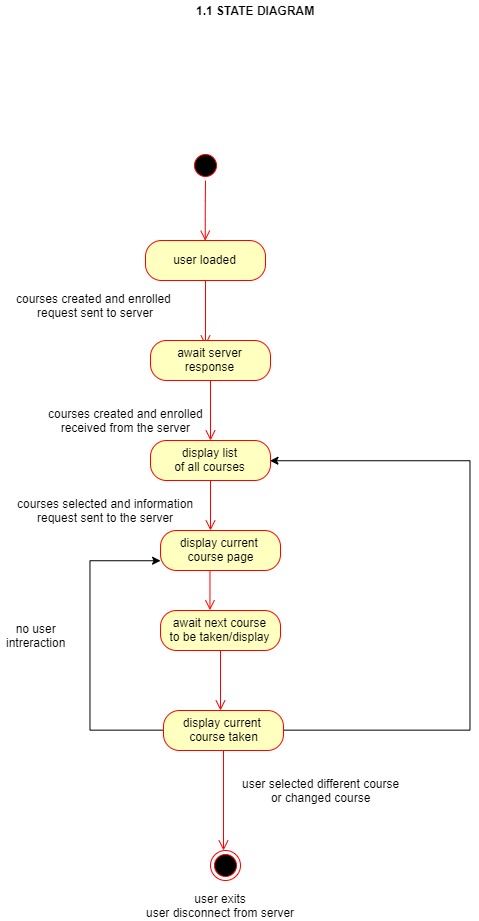 1.1 STATE DIAGRAM
user loaded
courses created and enrolled
request sent to server
await server
response
courses created and enrolled
received from the server
display list
of all courses
courses selected and information
request sent to the server
display current
course page
await next course
to be taken/display
no user
intreraction
display current
course taken
user selected different course
or changed course
user exits
user disconnect from server